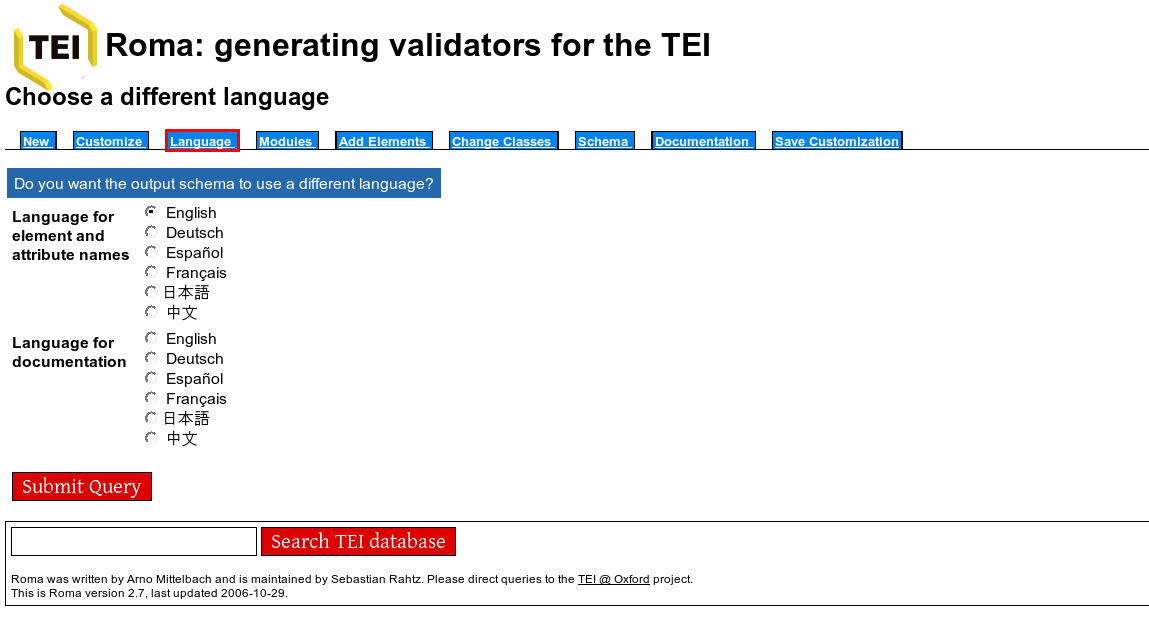 TEI Roma: generating validators for the TEI
Choose a different language
New Customize Language Modules Add Elements Change Classes Schema Documentation Save Customization
Do you want the output schema to use a different language?
Language for
element and
attribute names
English
Deutsch
Español
Français
日本語
中文
Language for
documentation
English
Deutsch
Español
Français
日本語
中文
Submit Query
Search TEI database
Roma was written by Arno Mittelbach and is maintained by Sebastian Rahtz. Please direct queries to the TEI @ Oxford project.
This is Roma version 2.7, last updated 2006-10-29.